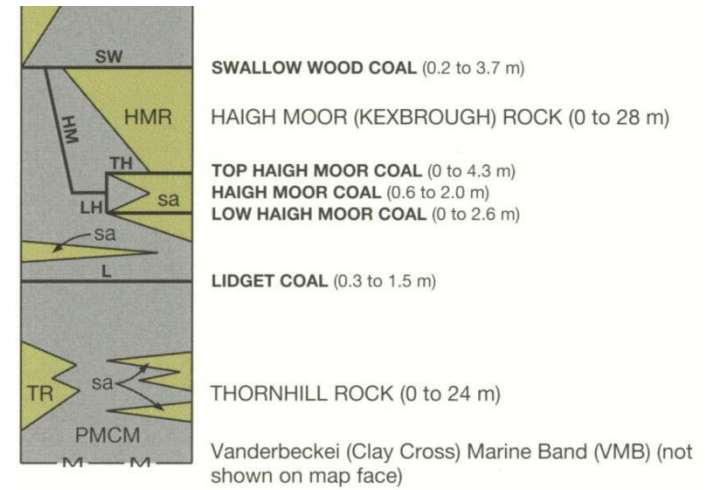 SW
SWALLOW WOOD COAL (0.2 to 3.7 m)
HM
HMR
HAIGH MOOR (KEXBROUGH) ROCK (0 to 28 m)
TH
TOP HAIGH MOOR COAL (0 to 4.3 m)
HAIGH MOOR COAL (0.6 to 2.0 m)
sa
LH
LOW HAIGH MOOR COAL (0 to 2.6 m)
sa
L
LIDGET COAL (0.3 to 1.5 m)
TR
sa
THORNHILL ROCK (0 to 24 m)
PMCM
Vanderbeckei (Clay Cross) Marine Band (VMB) (not
shown on map face)
M M